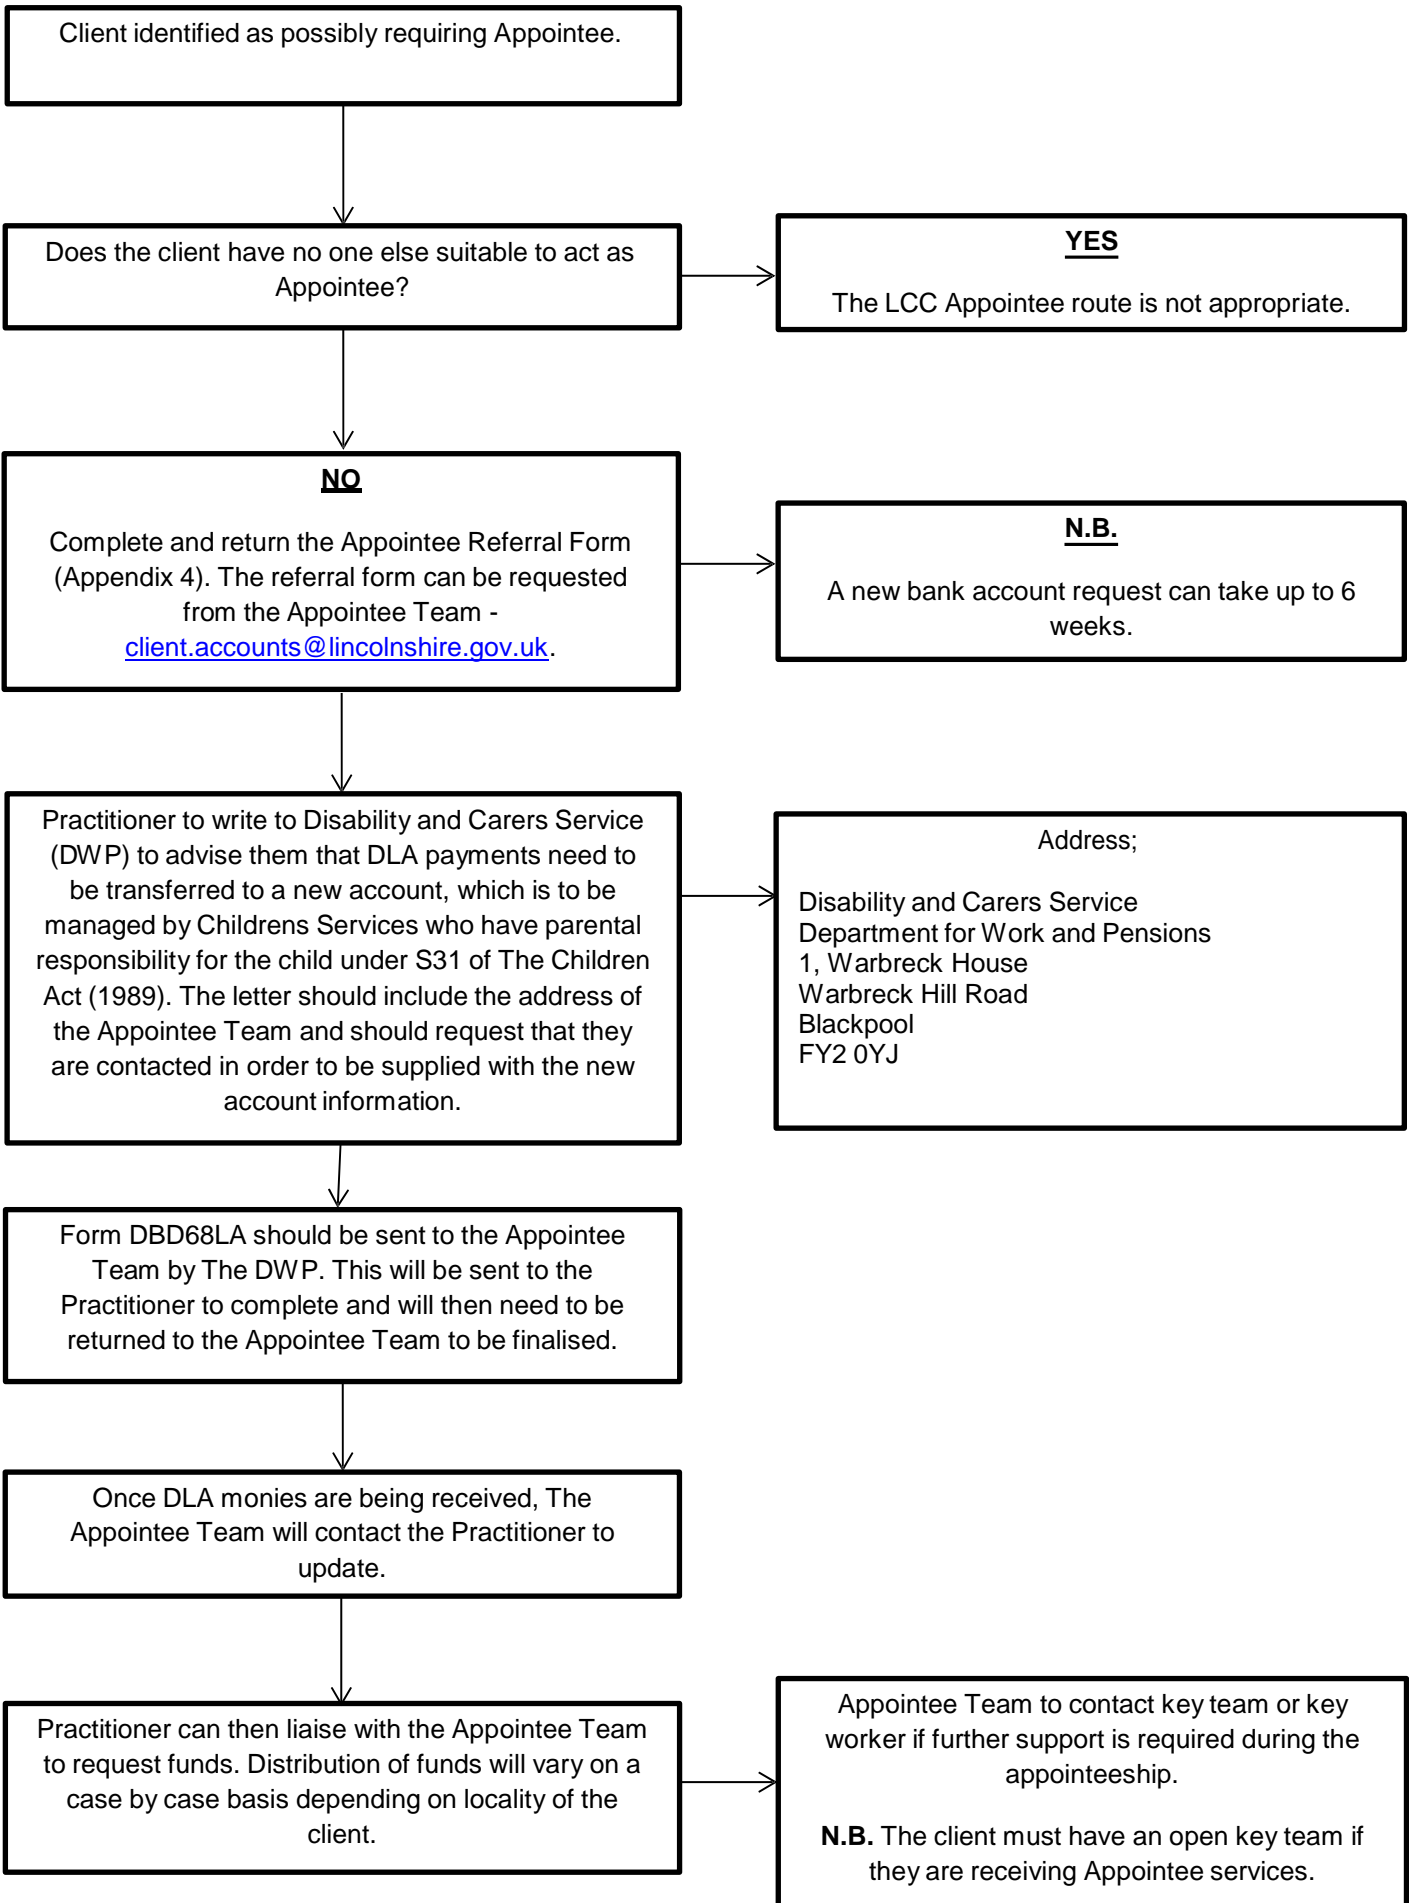 Client identified as possibly requiring Appointee.
Does the client have no one else suitable to act as
Appointee?
YES
The LCC Appointee route is not appropriate.
NO
Complete and return the Appointee Referral Form
(Appendix 4). The referral form can be requested
from the Appointee Team -
client.accounts@lincolnshire.gov.uk.
N.B.
A new bank account request can take up to 6
weeks.
Practitioner to write to Disability and Carers Service
(DWP) to advise them that DLA payments need to
be transferred to a new account, which is to be
managed by Childrens Services who have parental
responsibility for the child under S31 of The Children
Act (1989). The letter should include the address of
the Appointee Team and should request that they
are contacted in order to be supplied with the new
account information.
Address;
Disability and Carers Service
Department for Work and Pensions
1, Warbreck House
Warbreck Hill Road
Blackpool
FY2 0YJ
Form DBD68LA should be sent to the Appointee
Team by The DWP. This will be sent to the
Practitioner to complete and will then need to be
returned to the Appointee Team to be finalised.
Once DLA monies are being received, The
Appointee Team will contact the Practitioner to
update.
Practitioner can then liaise with the Appointee Team
to request funds. Distribution of funds will vary on a
case by case basis depending on locality of the
client.
Appointee Team to contact key team or key
worker if further support is required during the
appointeeship.
N.B. The client must have an open key team if
they are receiving Appointee services.